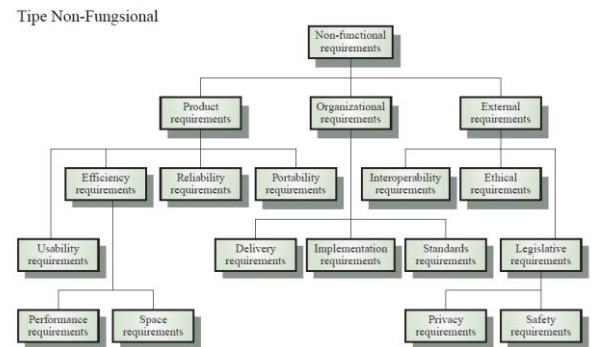 Tipe Non-Fungsional
Non-functional
requirements
Product
requirements
Organizational
requirements
External
requirements
Efficiency
requirements
Reliability
requirements
Portability
requirements
Interoperability
requirements
Ethical
requirements
Usability
requirements
Delivery
requirements
Implementation
requirements
Standards
requirements
Legislative
requirements
Performance
requirements
Space
requirements
Privacy
requirements
Safety
requirements